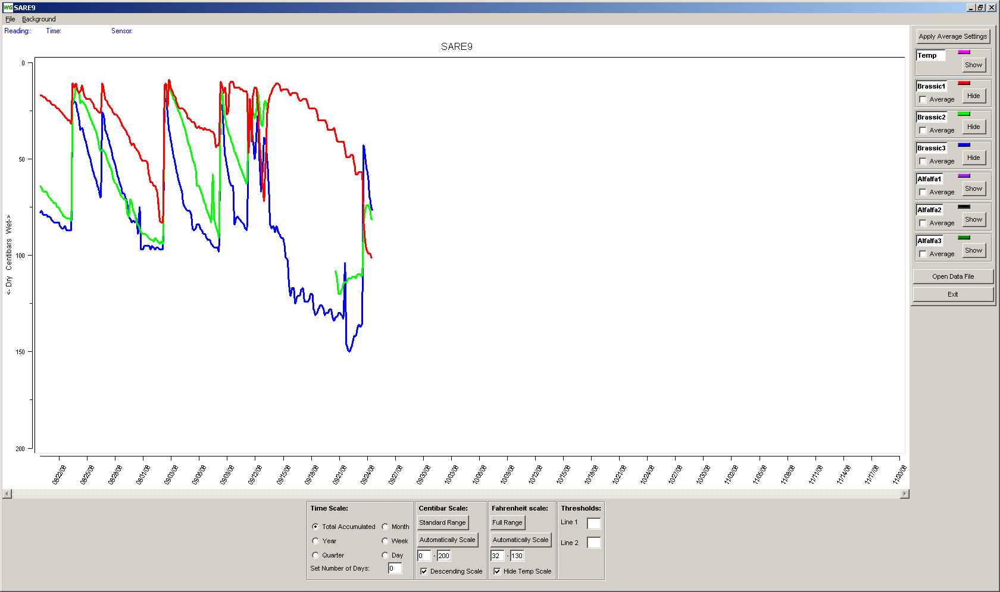 WG SARE9
File Background
Reading:: Time: Sensor:
SARE9
Apply Average Settings
Temp
Show
Brassic1
Hide
Average
Brassic2
Hide
Average
Brassic3
Hide
Average
Alfalfa1
Show
Average
Alfalfa2
Show
Average
Alfalfa3
Show
Average
Open Data File
Exit
<- Dry Centibars Wet->
0
50
100
150
200
08/22/08 08/25/08 08/28/08 08/31/08 09/03/08 09/06/08 09/09/08 09/12/08 09/15/08 09/18/08 09/21/08 09/24/08 09/27/08 09/30/08 10/03/08 10/06/08 10/09/08 10/12/08 10/15/08 10/18/08 10/21/08 10/24/08 10/27/08 10/30/08 11/02/08 11/05/08 11/08/08 11/11/08 11/14/08 11/17/08 11/20/08
Time Scale:
Total Accumulated Month
Year Week
Quarter Day
Set Number of Days: 0
Centibar Scale:
Standard Range
Automatically Scale
0 - 200
Descending Scale
Fahrenheit scale:
Full Range
Automatically Scale
32 - 130
Hide Temp Scale
Thresholds:
Line 1
Line 2